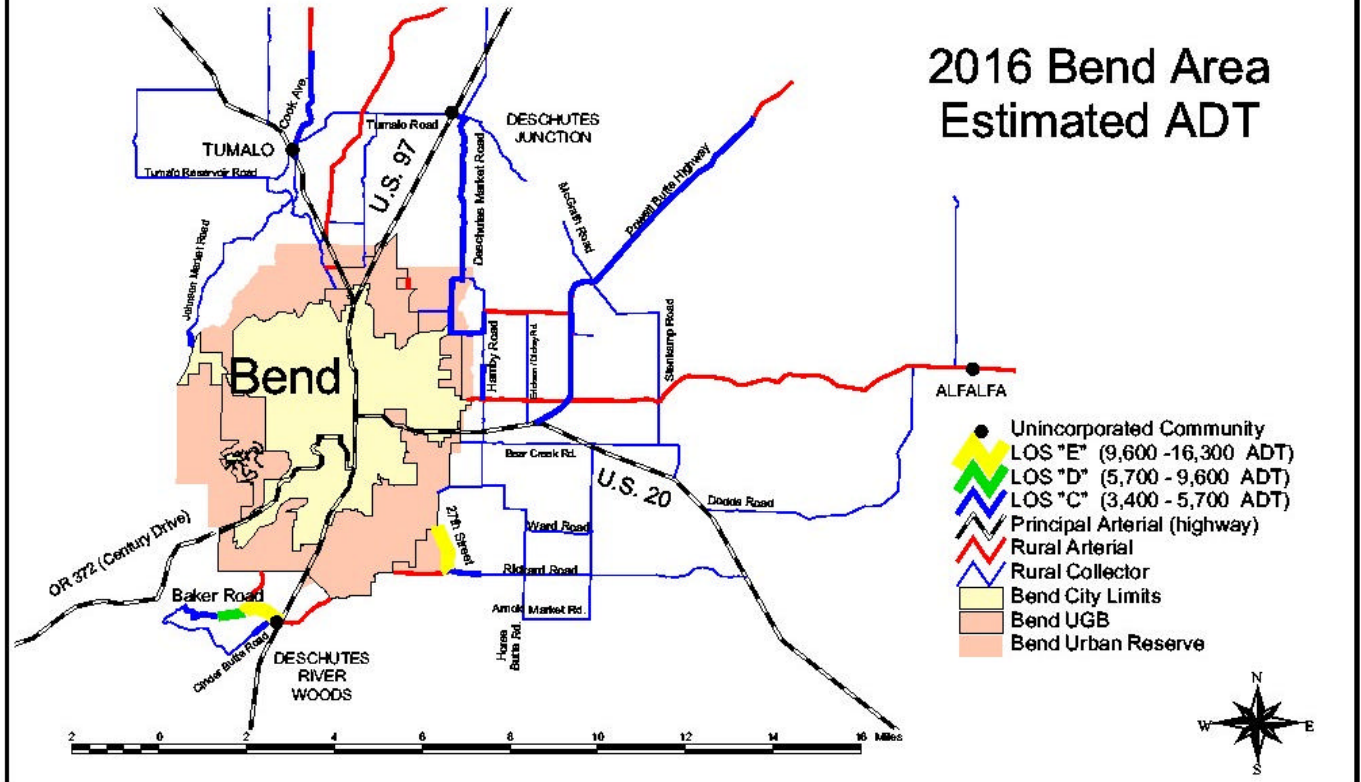 2016 Bend Area
Estimated ADT
Cook Ave.
TUMALO
Tumalo Road
DESCHUTES
JUNCTION
Tumalo Reservoir Road
U.S. 97
Deschutes Market Road
McGrath Road
Powell Butte Highway
Johnson Market Road
Bend
Hamby Road
Erickson / Dickey Rd.
Stenkamp Road
ALFALFA
Bear Creek Rd.
U.S. 20
Dodds Road
27th Street
Ward Road
Rickard Road
Arnold Market Rd.
Horse
Butte Rd.
OR 372 (Century Drive)
Baker Road
Cinder Butte Road
DESCHUTES
RIVER
WOODS
Unincorporated Community
LOS "E" (9,600 -16,300 ADT)
LOS "D" (5,700 - 9,600 ADT)
LOS "C" (3,400 - 5,700 ADT)
Principal Arterial (highway)
Rural Arterial
Rural Collector
Bend City Limits
Bend UGB
Bend Urban Reserve
2 0 2 4 6 8 10 12 14 16 Miles
N
W E
S